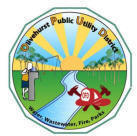 Olivehurst Public Utility District
Water, Wastewater, Fire, Parks